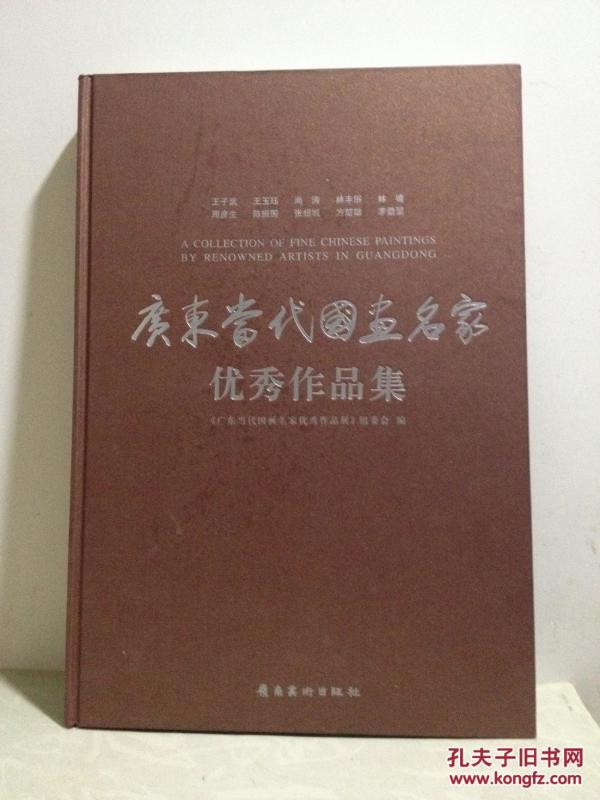 王子武 王玉珏 尚涛 林丰俗 林墉
周彦生 陈振国 张绍城 方楚雄 李劲堃
A COLLECTION OF FINE CHINESE PAINTINGS
BY RENOWNED ARTISTS IN GUANGDONG
廣東當代國畫名家
优秀作品集
《广东当代国画名家优秀作品展》组委会 编
嶺南美術出版社
孔夫子旧书网
www.kongfz.com